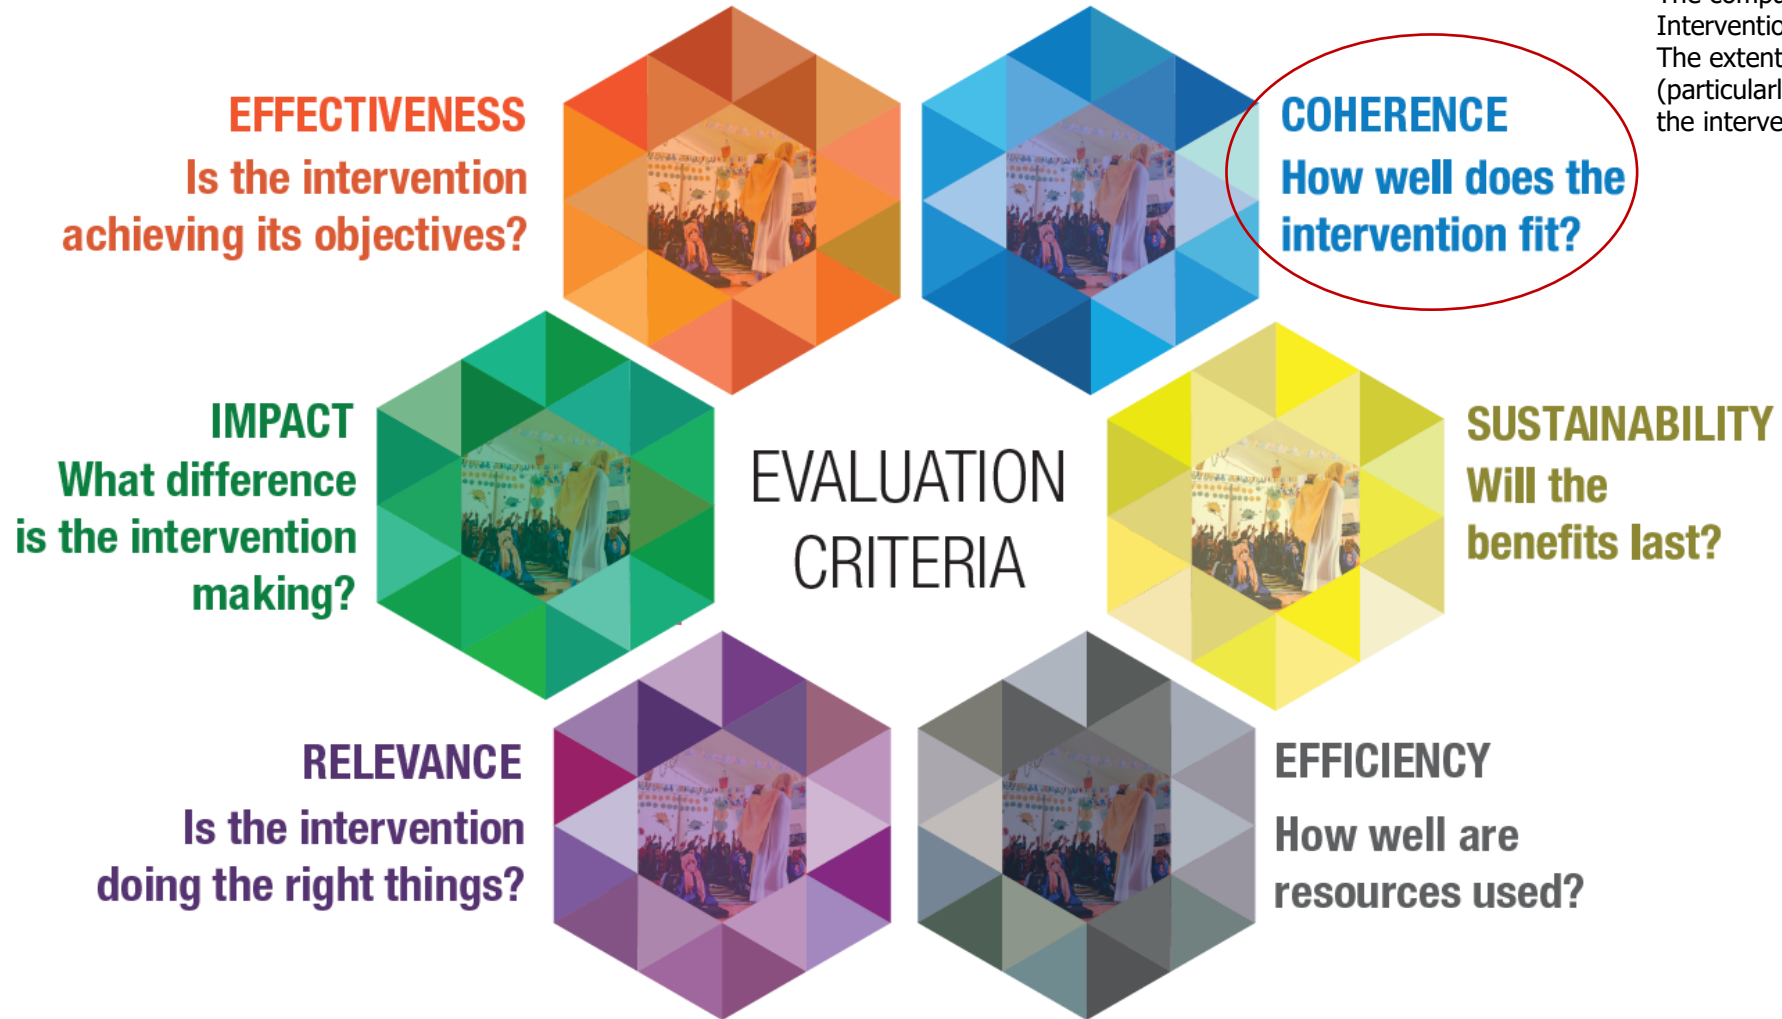 The
Intervention
The extent
(particularl
the interve
EFFECTIVENESS
Is the intervention
achieving its objectives?
COHERENCE
How well does the
intervention fit?
IMPACT
What difference
is the intervention
making?
EVALUATION
CRITERIA
SUSTAINABILITY
Will the
benefits last?
RELEVANCE
Is the intervention
doing the right things?
EFFICIENCY
How well are
resources used?